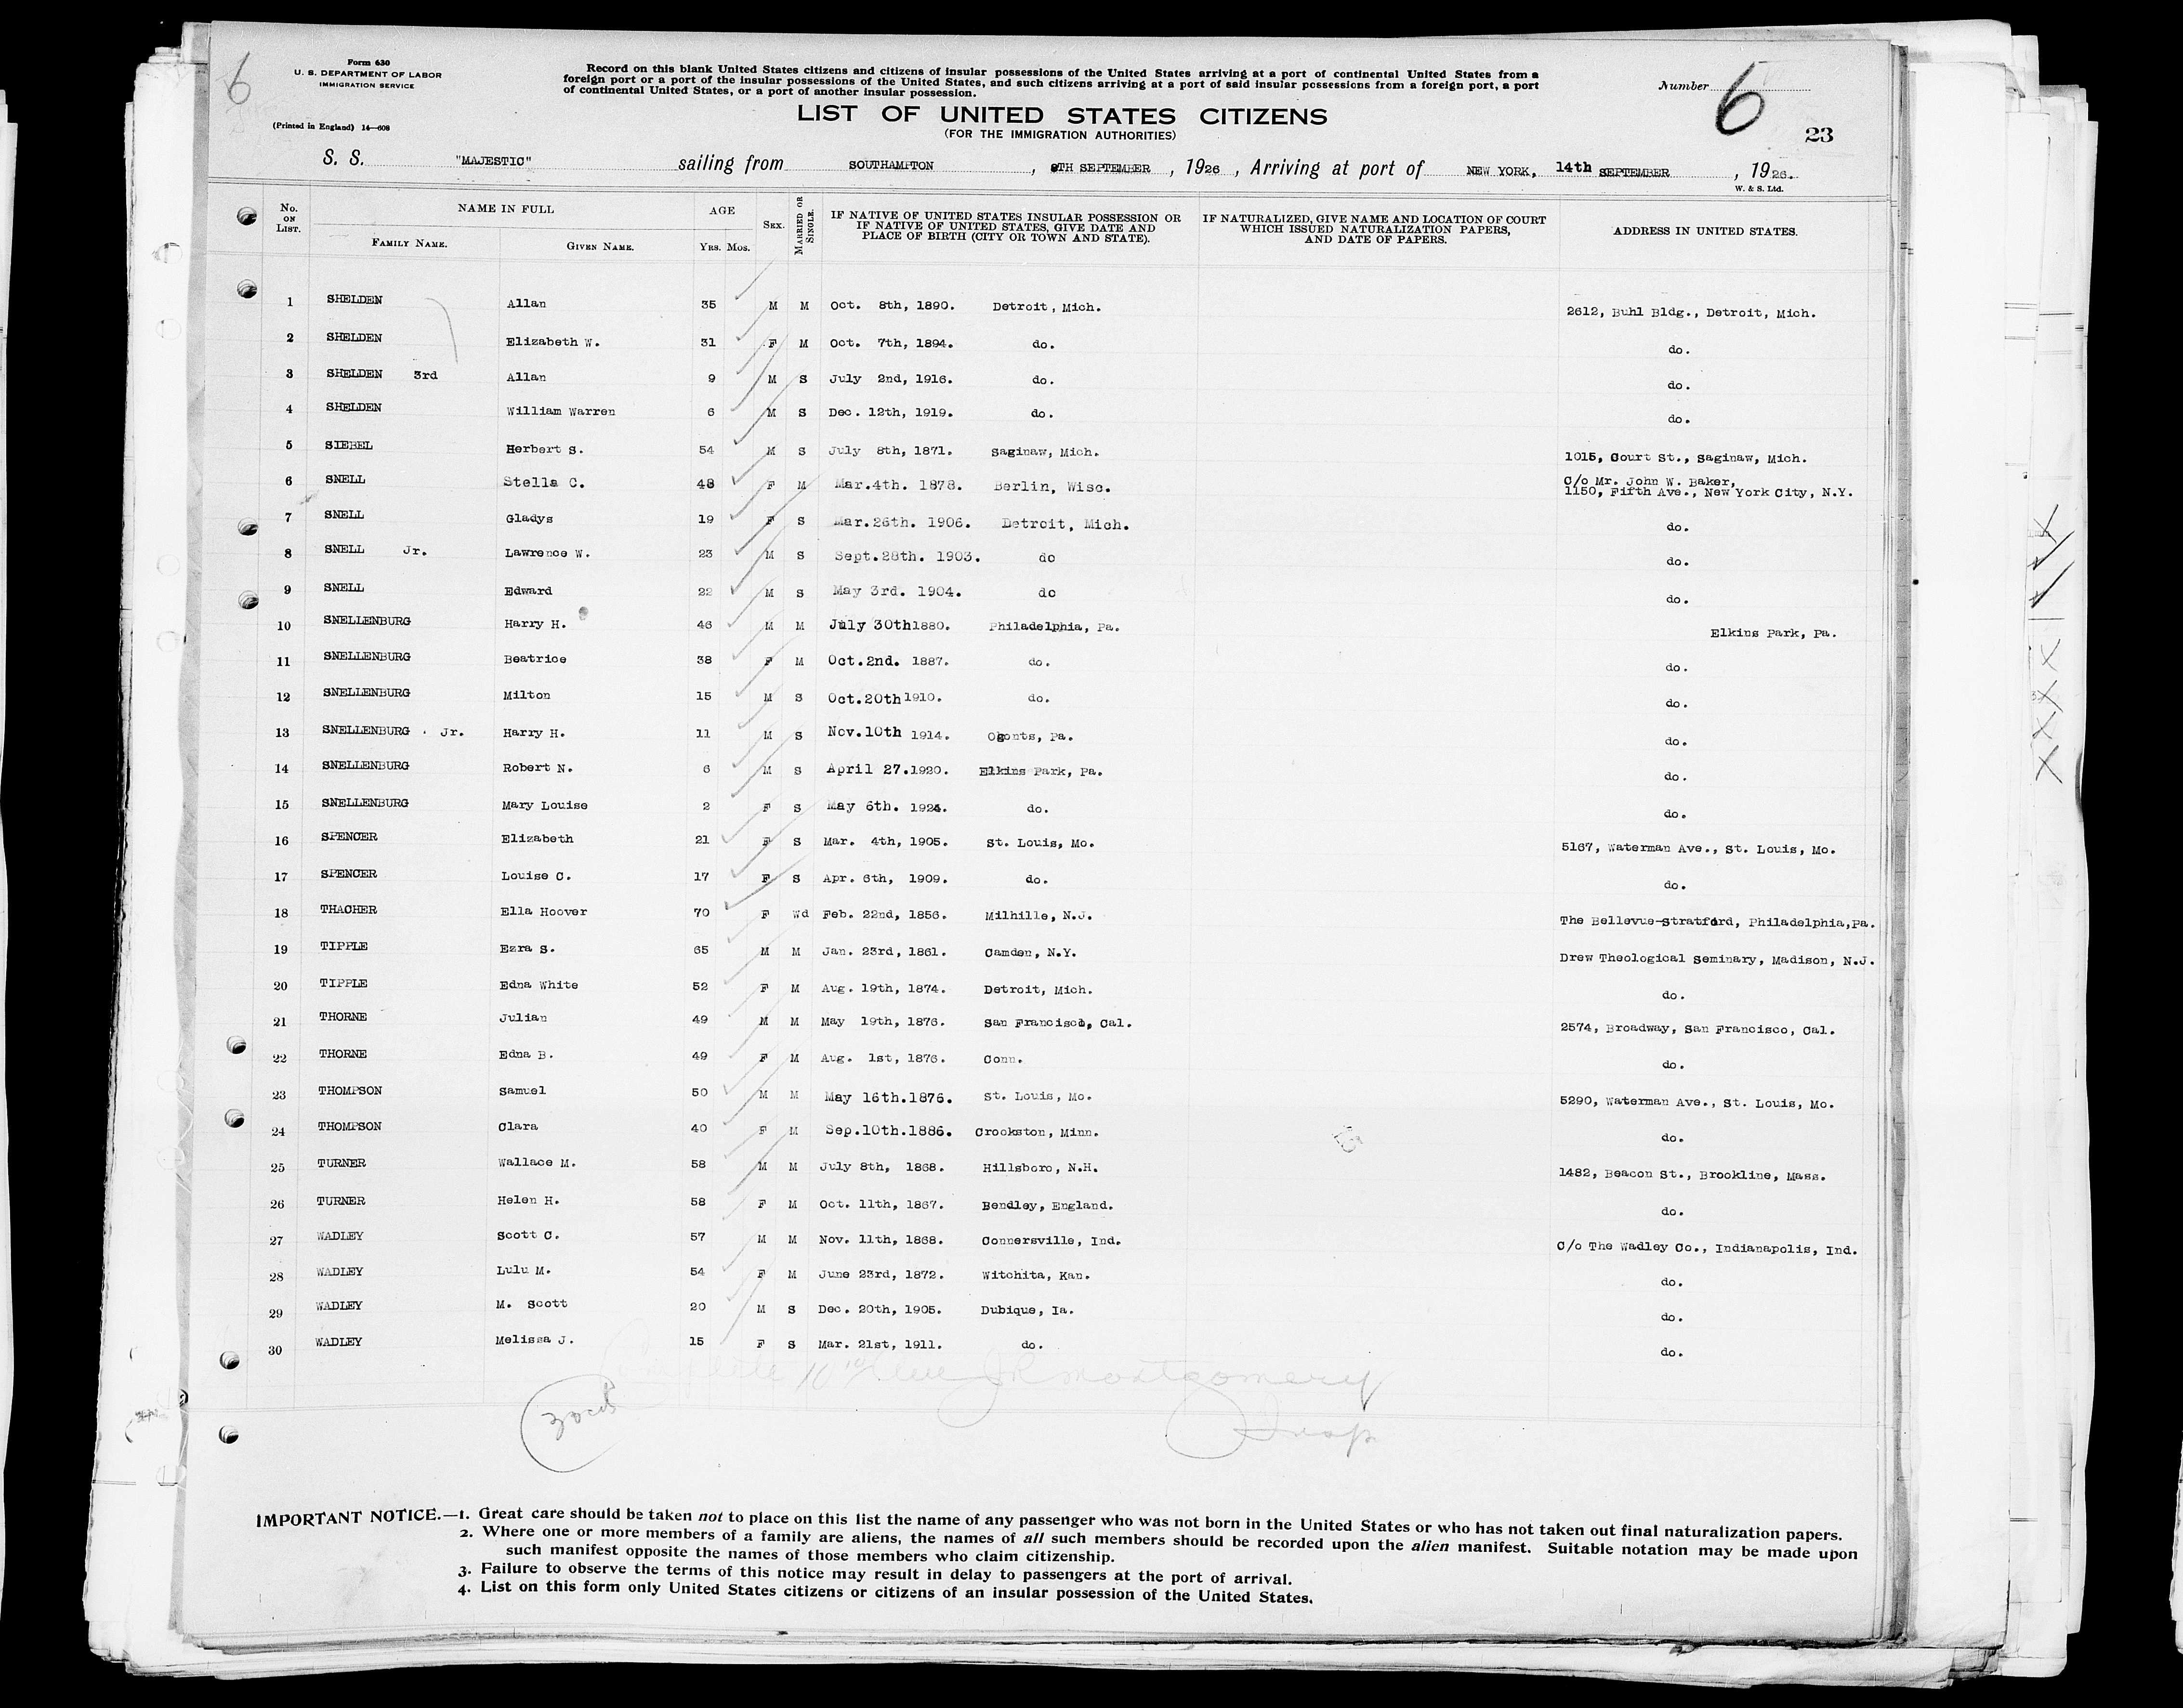 6
Form 630
U. S. DEPARTMENT OF LABOR
IMMIGRATION SERVICE
(Printed in England) 14—608
Record on this blank United States citizens and citizens of insular possessions of the United States arriving at a port of continental United States from a
foreign port or a port of the insular possessions of the United States, and such citizens arriving at a port of said insular possessions from a foreign port, a port
of continental United States, or a port of another insular possession.
Number 6
LIST OF UNITED STATES CITIZENS
(FOR THE IMMIGRATION AUTHORITIES)
23
S. S. "MAJESTIC" sailing from SOUTHAMPTON, 8TH SEPTEMBER, 1926, Arriving at port of NEW YORK, 14th SEPTEMBER, 1926.
W. & S. Ltd.
No. ON LIST. NAME IN FULL AGE SEX. MARRIED OR SINGLE. IF NATIVE OF UNITED STATES INSULAR POSSESSION OR IF NATIVE OF UNITED STATES, GIVE DATE AND PLACE OF BIRTH (CITY OR TOWN AND STATE). IF NATURALIZED, GIVE NAME AND LOCATION OF COURT WHICH ISSUED NATURALIZATION PAPERS, AND DATE OF PAPERS. ADDRESS IN UNITED STATES.
FAMILY NAME. GIVEN NAME. YRS. MOS.
1 SHELDEN Allan 35 M M Oct. 8th, 1890. Detroit, Mich. 2612, Buhl Bldg., Detroit, Mich.
2 SHELDEN Elizabeth W. 31 F M Oct. 7th, 1894. do. do.
3 SHELDEN 3rd Allan 9 M S July 2nd, 1916. do. do.
4 SHELDEN William Warren 6 M S Dec. 12th, 1919. do. do.
5 SIEBEL Herbert S. 54 M S July 8th, 1871. Saginaw, Mich. 1015, Court St., Saginaw, Mich.
6 SNELL Stella C. 48 F M Mar.4th. 1878. Berlin, Wisc. C/o Mr. John W. Baker,
1150, Fifth Ave., New York City, N.Y.
7 SNELL Gladys 19 F S Mar.26th. 1906. Detroit, Mich. do.
8 SNELL Jr. Lawrence W. 23 M S Sept.28th. 1903. do do.
9 SNELL Edward 22 M S May 3rd. 1904. do do.
10 SNELLENBURG Harry H. 46 M M July 30th 1880. Philadelphia, Pa. Elkins Park, Pa.
11 SNELLENBURG Beatrice 38 F M Oct.2nd. 1887. do. do.
12 SNELLENBURG Milton 15 M S Oct.20th 1910. do. do.
13 SNELLENBURG . Jr. Harry H. 11 M S Nov.10th 1914. Ogonts, Pa. do.
14 SNELLENBURG Robert N. 6 M S April 27.1920. Elkins Park, Pa. do.
15 SNELLENBURG Mary Louise 2 F S May 6th. 1924. do. do.
16 SPENCER Elizabeth 21 F S Mar. 4th, 1905. St. Louis, Mo. 5167, Waterman Ave., St. Louis, Mo.
17 SPENCER Louise C. 17 F S Apr. 6th, 1909. do. do.
18 THACHER Ella Hoover 70 F Wd Feb. 22nd, 1856. Milhille, N.J. The Bellevue-Stratford, Philadelphia,Pa.
19 TIPPLE Ezra S. 65 M M Jan. 23rd, 1861. Camden, N.Y. Drew Theological Seminary, Madison, N.J.
20 TIPPLE Edna White 52 F M Aug. 19th, 1874. Detroit, Mich. do.
21 THORNE Julian 49 M M May 19th, 1876. San Francisco, Cal. 2574, Broadway, San Francisco, Cal.
22 THORNE Edna B. 49 F M Aug. 1st, 1876. Conn. do.
23 THOMPSON Samuel 50 M M May 16th.1876. St. Louis, Mo. 5290, Waterman Ave., St. Louis, Mo.
24 THOMPSON Clara 40 F M Sep.10th.1886. Crookston, Minn. do.
25 TURNER Wallace M. 58 M M July 8th, 1868. Hillsboro, N.H. 1482, Beacon St., Brookline, Mass.
26 TURNER Helen H. 58 F M Oct. 11th, 1867. Bendley, England. do.
27 WADLEY Scott C. 57 M M Nov. 11th, 1868. Connersville, Ind. C/o The Wadley Co., Indianapolis, Ind.
28 WADLEY Lulu M. 54 F M June 23rd, 1872. Witchita, Kan. do.
29 WADLEY M. Scott 20 M S Dec. 20th, 1905. Dubique, Ia. do.
30 WADLEY Melissa J. 15 F S Mar. 21st, 1911. do. do.
JR Montgomery
Insp
IMPORTANT NOTICE.—1. Great care should be taken not to place on this list the name of any passenger who was not born in the United States or who has not taken out final naturalization papers.
2. Where one or more members of a family are aliens, the names of all such members should be recorded upon the alien manifest. Suitable notation may be made upon
such manifest opposite the names of those members who claim citizenship.
3. Failure to observe the terms of this notice may result in delay to passengers at the port of arrival.
4. List on this form only United States citizens or citizens of an insular possession of the United States.